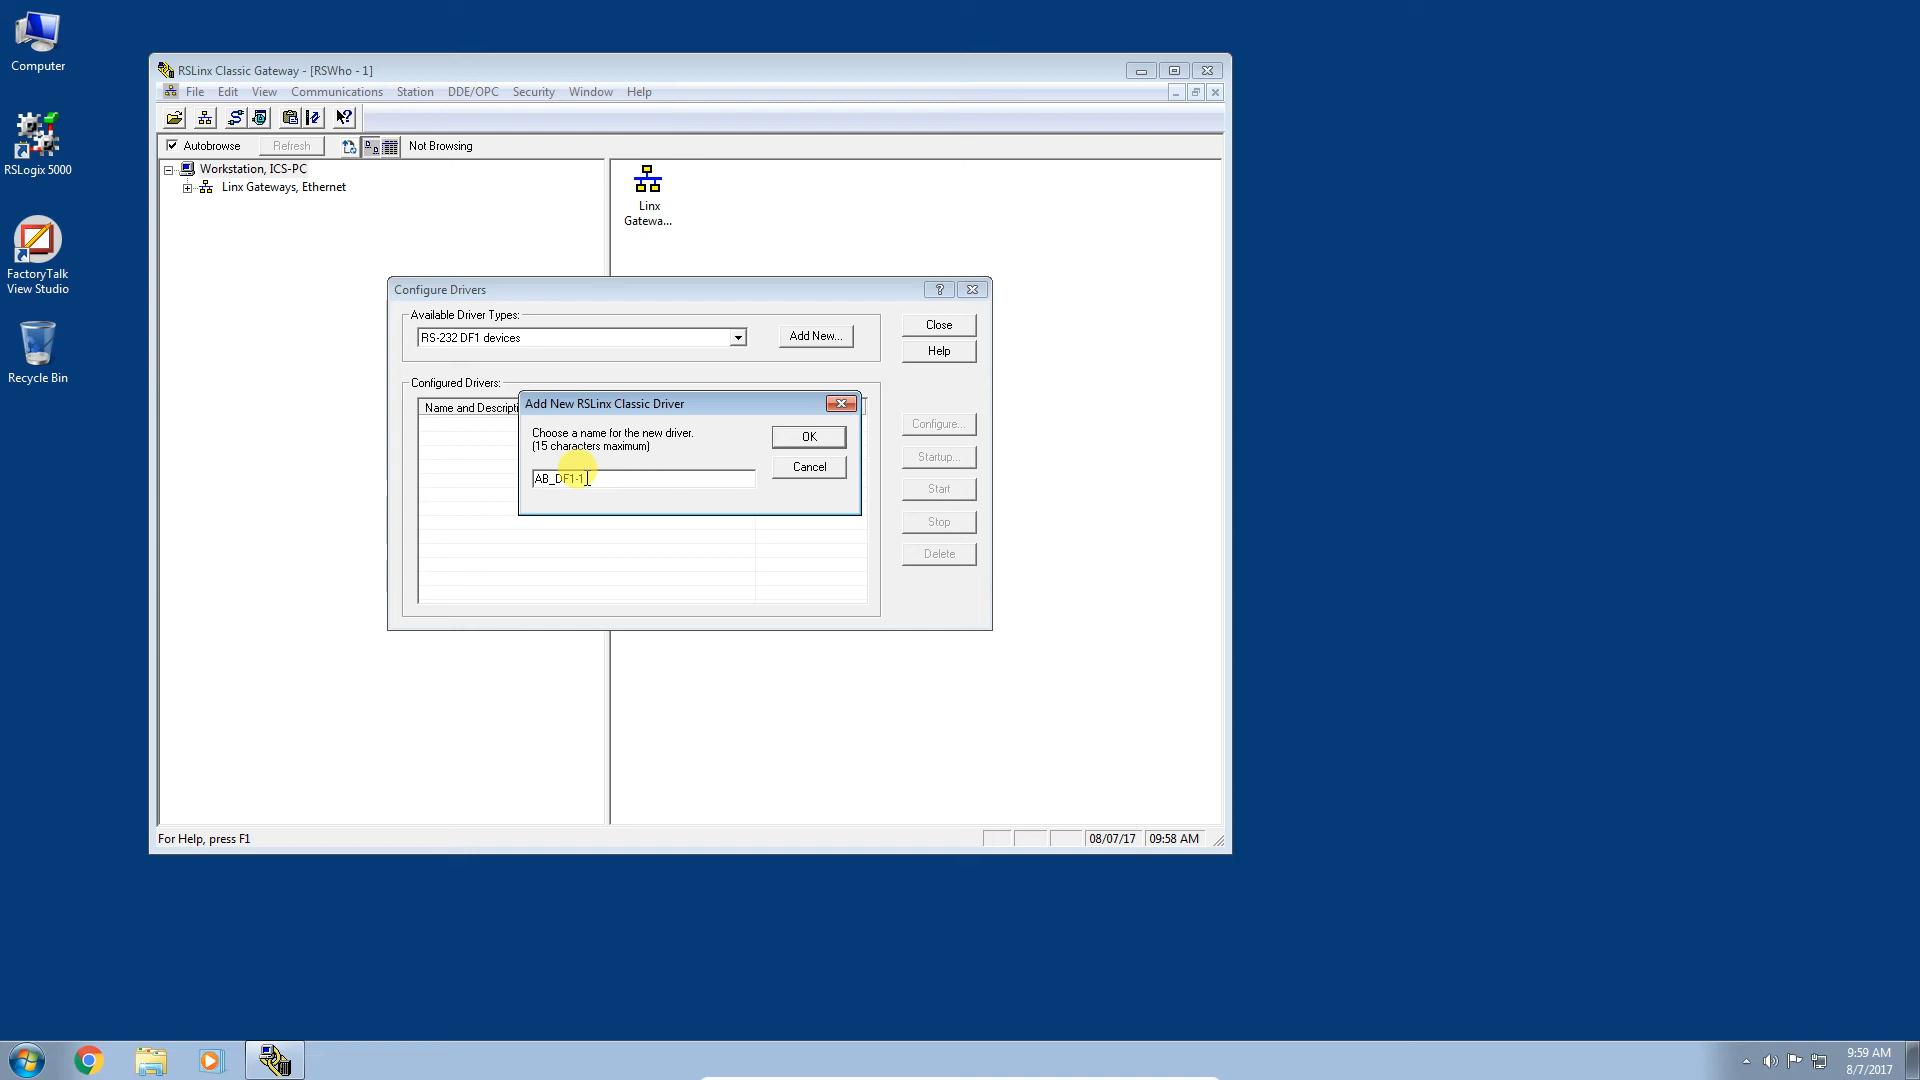 Computer
RSLogix 5000
FactoryTalk
View Studio
Recycle Bin
RSLinx Classic Gateway - [RSWho - 1]
File Edit View Communications Station DDE/OPC Security Window Help
Autobrowse Refresh Not Browsing
Workstation, ICS-PC
Linx Gateways, Ethernet
Linx
Gatewa...
Configure Drivers
Available Driver Types:
RS-232 DF1 devices
Add New...
Close
Help
Configured Drivers:
Name and Descripti
Add New RSLinx Classic Driver
Choose a name for the new driver.
(15 characters maximum)
AB_DF1-1
OK
Cancel
Configure...
Startup...
Start
Stop
Delete
For Help, press F1
08/07/17 09:58 AM
9:59 AM
8/7/2017